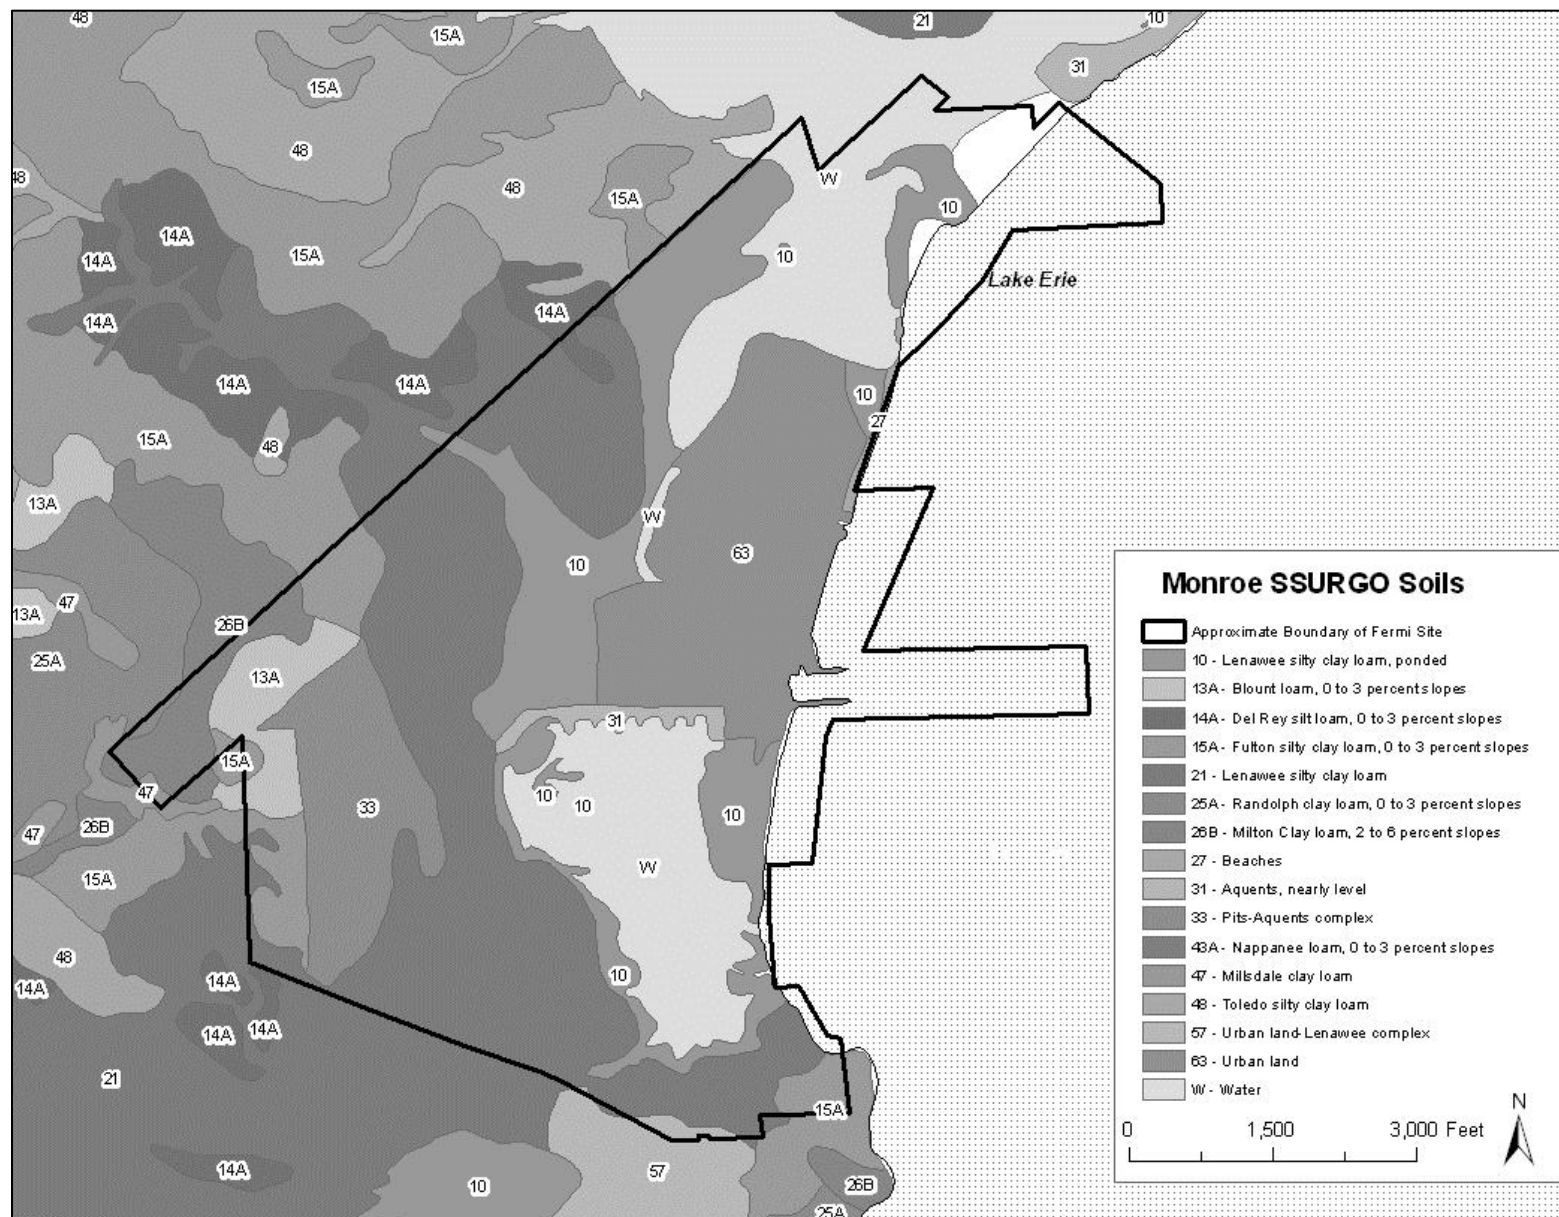 48
15A
21
10
31
15A
48
48
48
15A
W
10
14A
15A
14A
10
Lake Erie
14A
14A
14A
14A
10
27
15A
48
13A
W
63
10
13A
47
26B
25A
13A
31
15A
47
10
10
33
10
47
26B
W
15A
48
10
14A
14A
14A
14A
21
15A
14A
57
10
26B
25A
Monroe SSURGO Soils
Approximate Boundary of Fermi Site
10 - Lenawee silty clay loam, ponded
13A - Blount loam, 0 to 3 percent slopes
14A - Del Rey silt loam, 0 to 3 percent slopes
15A - Fulton silty clay loam, 0 to 3 percent slopes
21 - Lenawee silty clay loam
25A - Randolph clay loam, 0 to 3 percent slopes
26B - Milton Clay loam, 2 to 6 percent slopes
27 - Beaches
31 - Aquents, nearly level
33 - Pits-Aquents complex
43A - Nappanee loam, 0 to 3 percent slopes
47 - Millsdale clay loam
48 - Toledo silty clay loam
57 - Urban land-Lenawee complex
63 - Urban land
W - Water
N
0 1,500 3,000 Feet